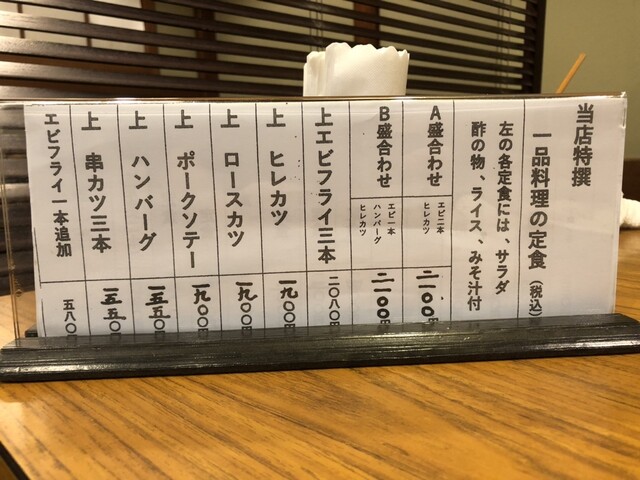 当店特撰
一品料理の定食(税込)
左の各定食には、サラダ
酢の物、ライス、みそ汁付
A盛合わせ
エビ二本
ヒレカツ
二一〇〇円
B盛合わせ
エビ一本
ハンバーグ
ヒレカツ
二一〇〇円
上エビフライ三本
二〇八〇円
上 ヒレカツ
一九〇〇円
上 ロースカツ
一九〇〇円
上 ポークソテー
一九〇〇円
上 ハンバーグ
一五五〇円
上 串カツ三本
一五五〇円
エビフライ一本追加
五八〇